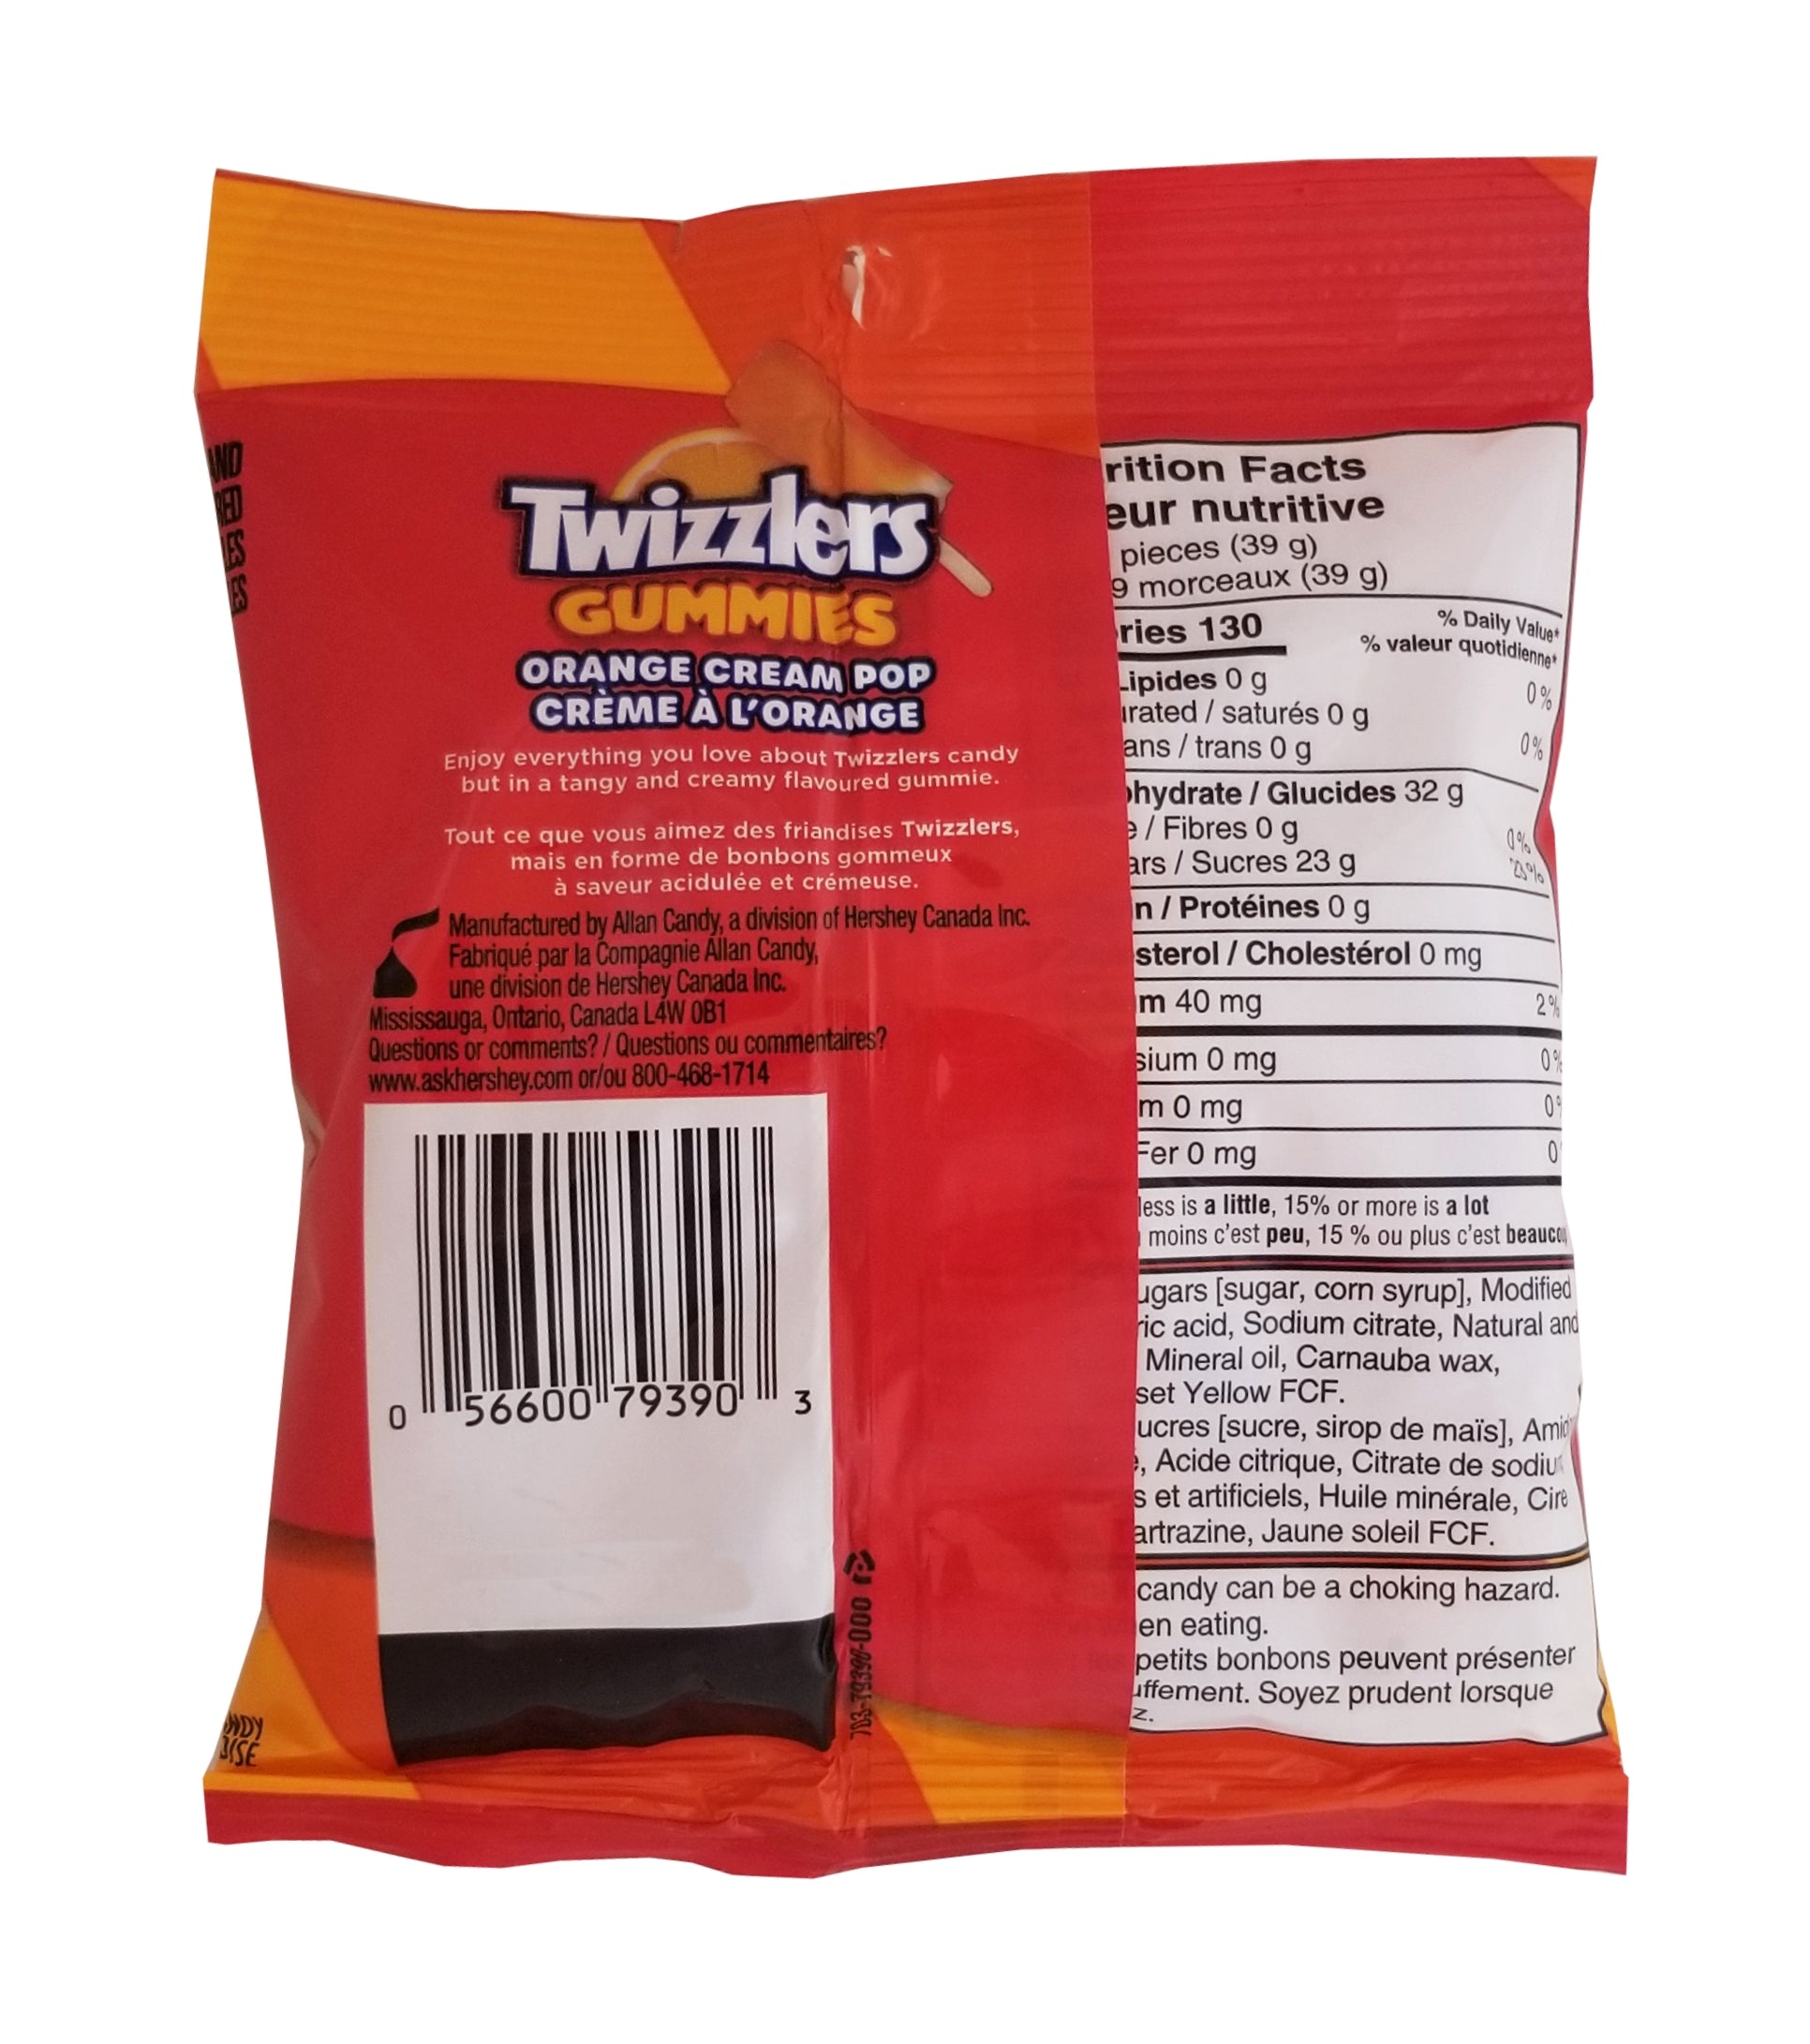 Twizzlers
GUMMIES
ORANGE CREAM POP
CRÈME À L'ORANGE
Enjoy everything you love about Twizzlers candy
but in a tangy and creamy flavoured gummie.
Tout ce que vous aimez des friandises Twizzlers,
mais en forme de bonbons gommeux
à saveur acidulée et crémeuse.
Manufactured by Allan Candy, a division of Hershey Canada Inc.
Fabriqué par la Compagnie Allan Candy,
une division de Hershey Canada Inc.
Mississauga, Ontario, Canada L4W 0B1
Questions or comments? / Questions ou commentaires?
www.askhershey.com or/ou 800-468-1714
0 56600 79390 3
rition Facts
eur nutritive
pieces (39 g)
9 morceaux (39 g)
ries 130
% Daily Value*
% valeur quotidienne*
Lipides 0 g 0 %
urated / saturés 0 g
ans / trans 0 g 0 %
ohydrate / Glucides 32 g
e / Fibres 0 g 0 %
ars / Sucres 23 g 23 %
n / Protéines 0 g
esterol / Cholestérol 0 mg
m 40 mg 2 %
sium 0 mg 0 %
m 0 mg 0 %
Fer 0 mg 0
less is a little, 15% or more is a lot
moins c'est peu, 15 % ou plus c'est beaucou
ugars [sugar, corn syrup], Modified
ric acid, Sodium citrate, Natural and
Mineral oil, Carnauba wax,
set Yellow FCF.
ucres [sucre, sirop de maïs], Amido
é, Acide citrique, Citrate de sodiu
s et artificiels, Huile minérale, Cire
artrazine, Jaune soleil FCF.
candy can be a choking hazard.
en eating.
petits bonbons peuvent présenter
uffement. Soyez prudent lorsque
z.